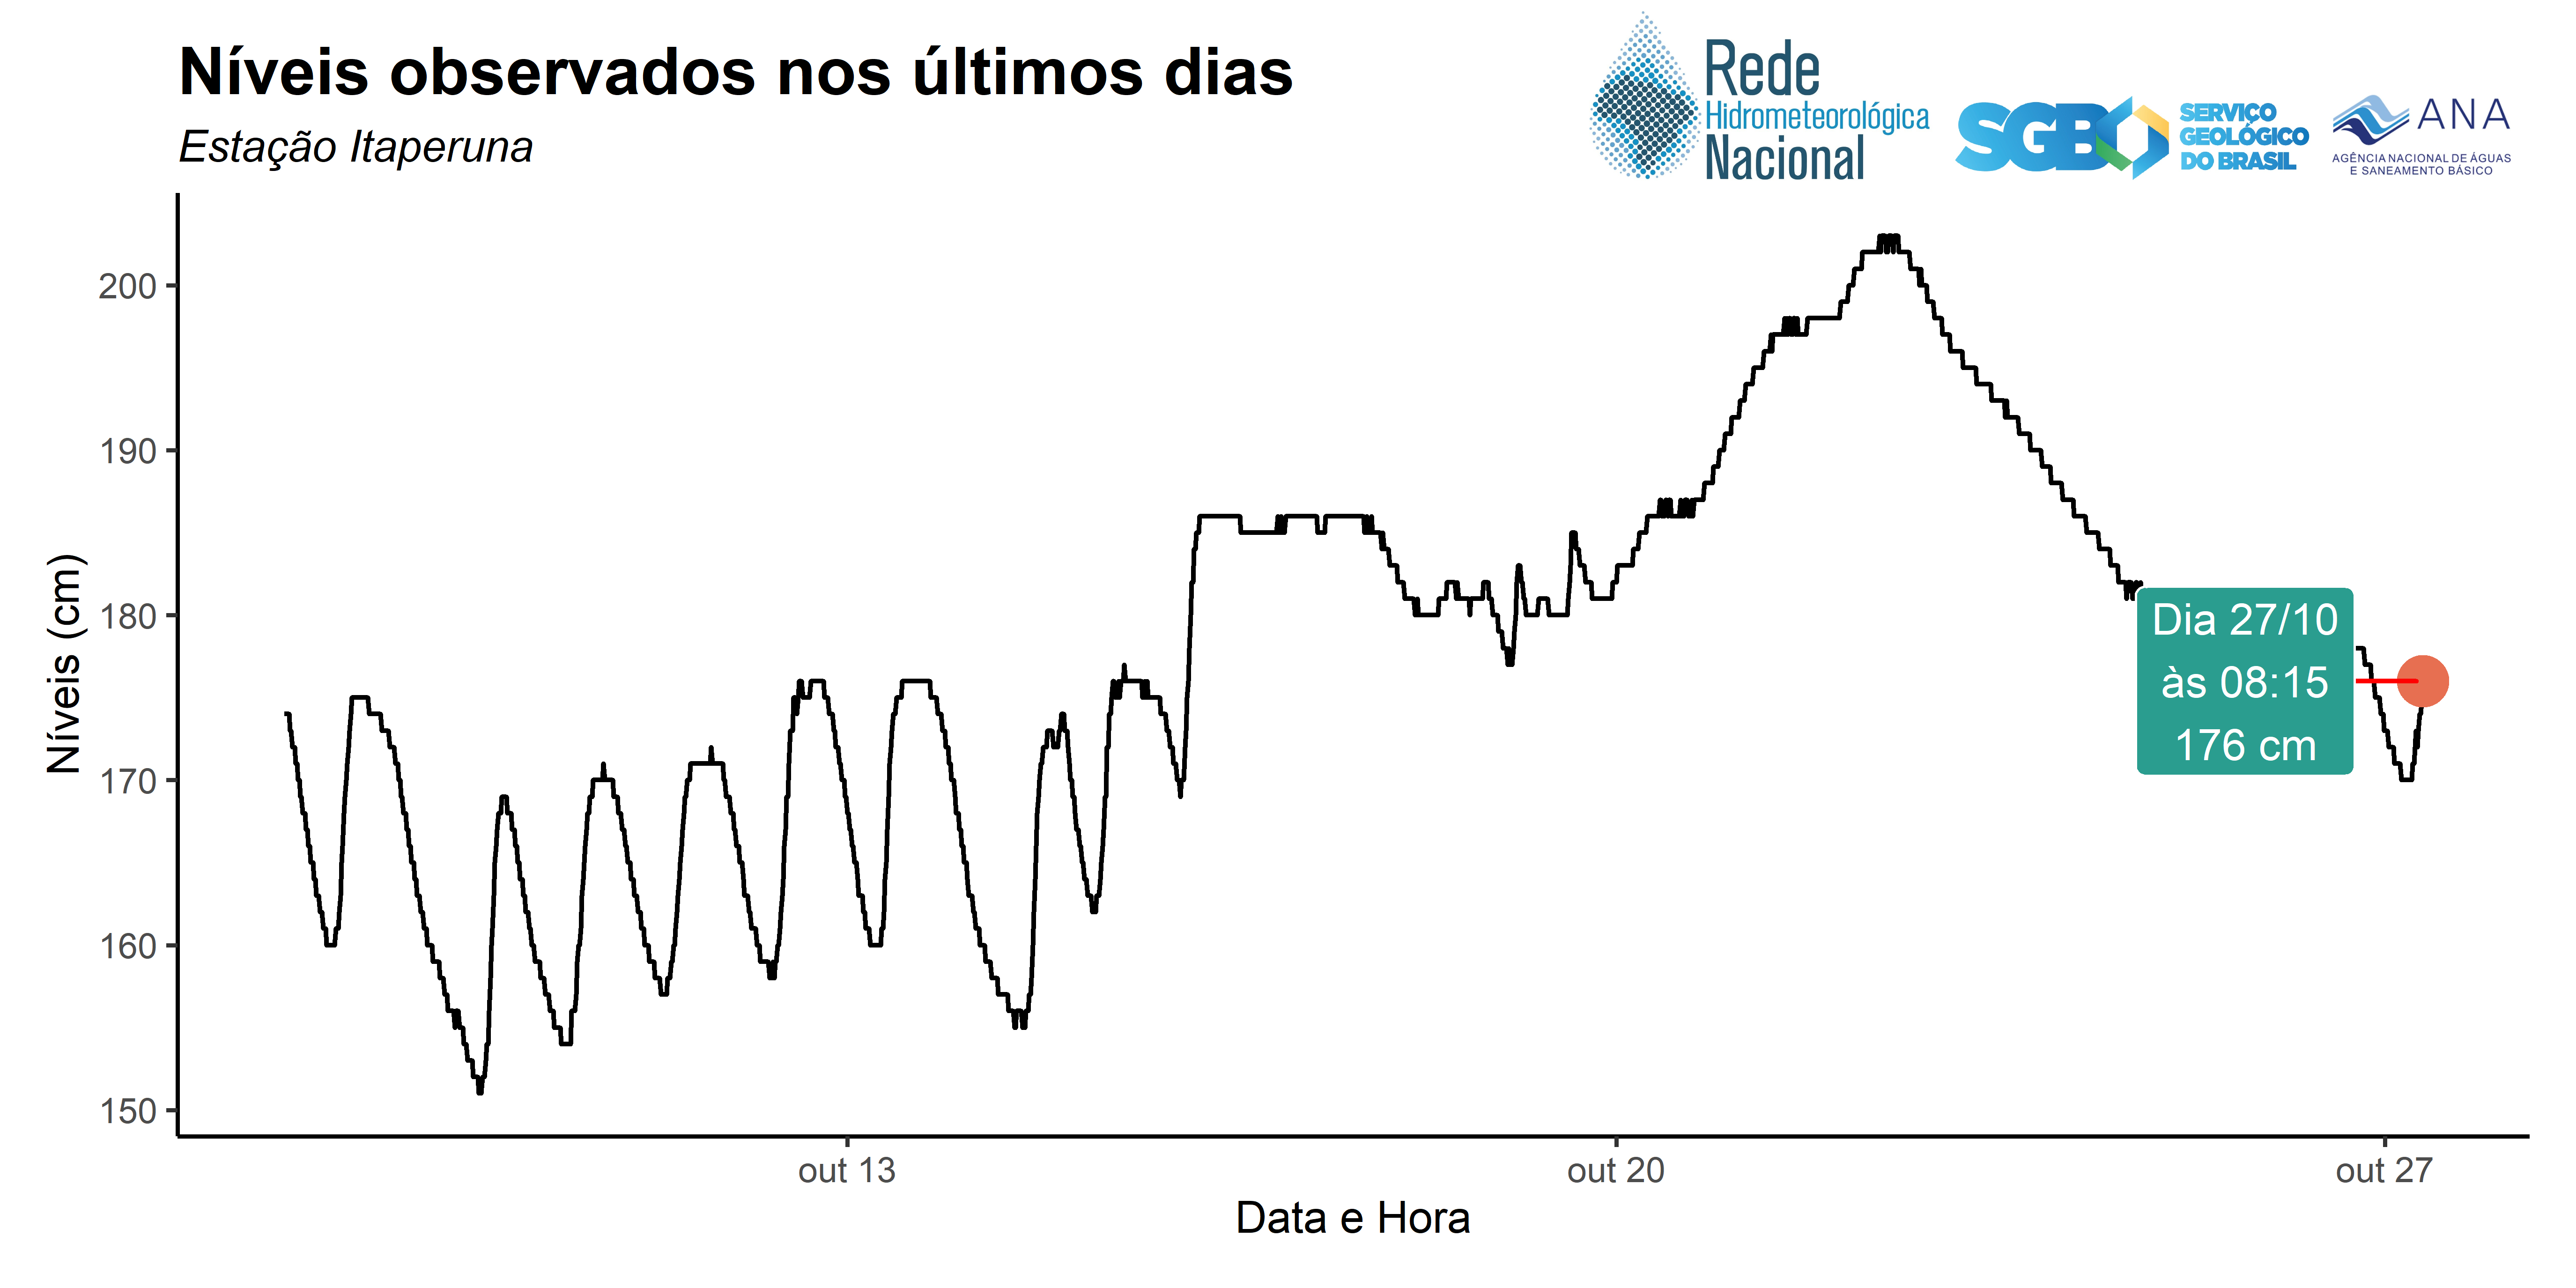 Níveis observados nos últimos dias
Estação Itaperuna
Rede
Hidrometeorológica
Nacional
SGB
SERVIÇO
GEOLÓGICO
DO BRASIL
ANA
AGÊNCIA NACIONAL DE ÁGUAS
E SANEAMENTO BÁSICO
Níveis (cm)
200
190
180
170
160
150
Dia 27/10
às 08:15
176 cm
out 13
out 20
out 27
Data e Hora